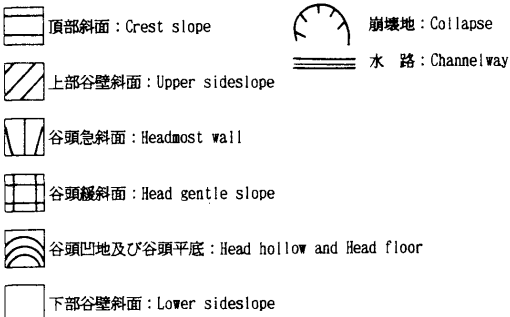 頂部斜面：Crest slope
上部谷壁斜面：Upper sideslope
谷頭急斜面：Headmost wall
谷頭緩斜面：Head gentle slope
谷頭凹地及び谷頭平底：Head hollow and Head floor
下部谷壁斜面：Lower sideslope
崩壊地：Collapse
水　路：Channelway